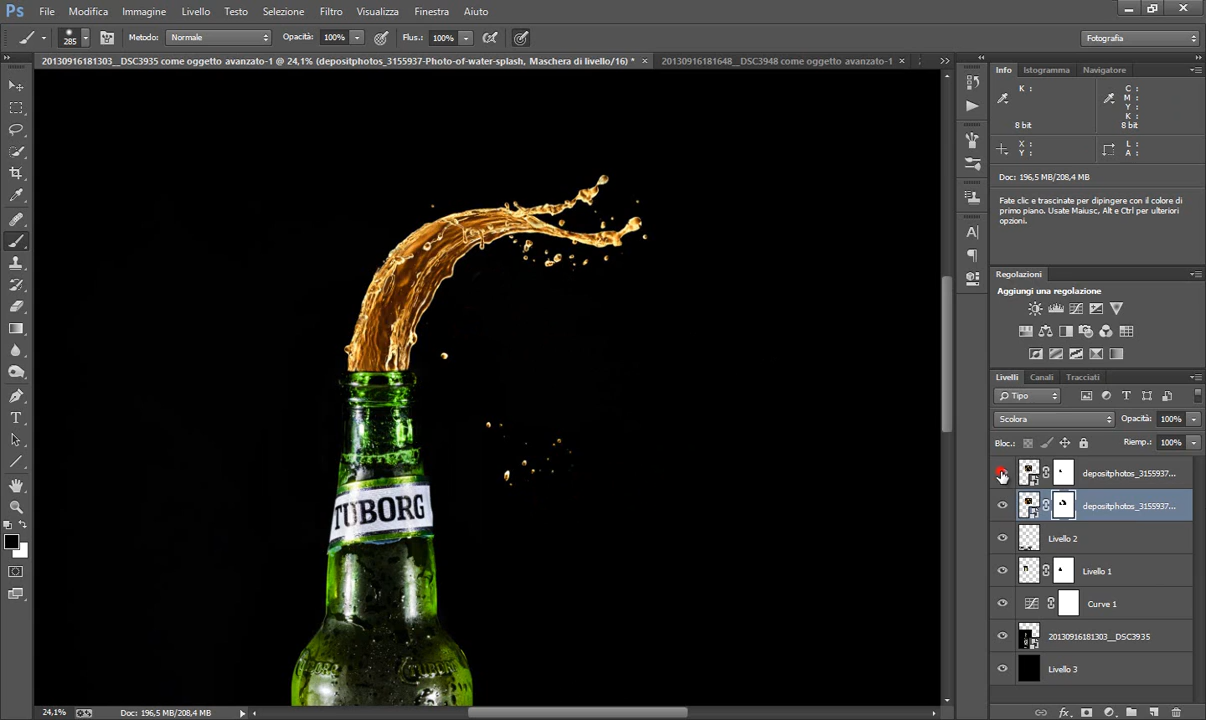 Ps File Modifica Immagine Livello Testo Selezione Filtro Visualizza Finestra Aiuto
285 Metodo: Normale Opacità: 100% Flus.: 100% Fotografia
20130916181303__DSC3935 come oggetto avanzato-1 @ 24,1% (depositphotos_3155937-Photo-of-water-splash, Maschera di livello/16) * 20130916181648__DSC3948 come oggetto avanzato-1
Info Istogramma Navigatore
K : C :
M :
Y :
K :
8 bit 8 bit
X : L :
Y : A :
Doc: 196,5 MB/208,4 MB
Fate clic e trascinate per dipingere con il colore di
primo piano. Usate Maiusc, Alt e Ctrl per ulteriori
opzioni.
Regolazioni
Aggiungi una regolazione
Livelli Canali Tracciati
Tipo
Scolora Opacità: 100%
Bloc.: Riemp.: 100%
depositphotos_3155937...
depositphotos_3155937...
Livello 2
Livello 1
Curve 1
20130916181303__DSC3935
Livello 3
TUBORG
24,1% Doc: 196,5 MB/208,4 MB